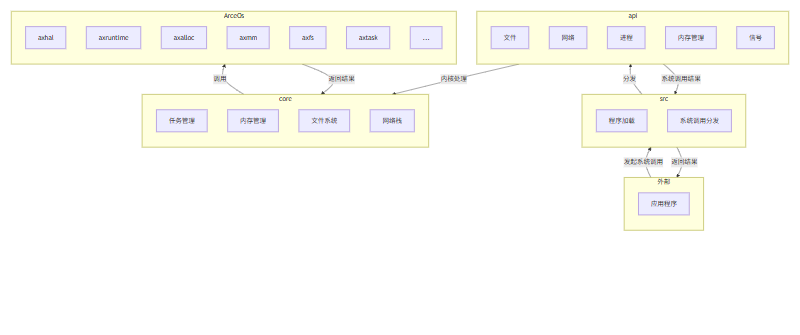 ArceOs
api
axhal
axruntime
axalloc
axmm
axfs
axtask
...
文件
网络
进程
内存管理
信号
调用
返回结果
内核处理
分发
系统调用结果
core
src
任务管理
内存管理
文件系统
网络栈
程序加载
系统调用分发
发起系统调用
返回结果
外部
应用程序